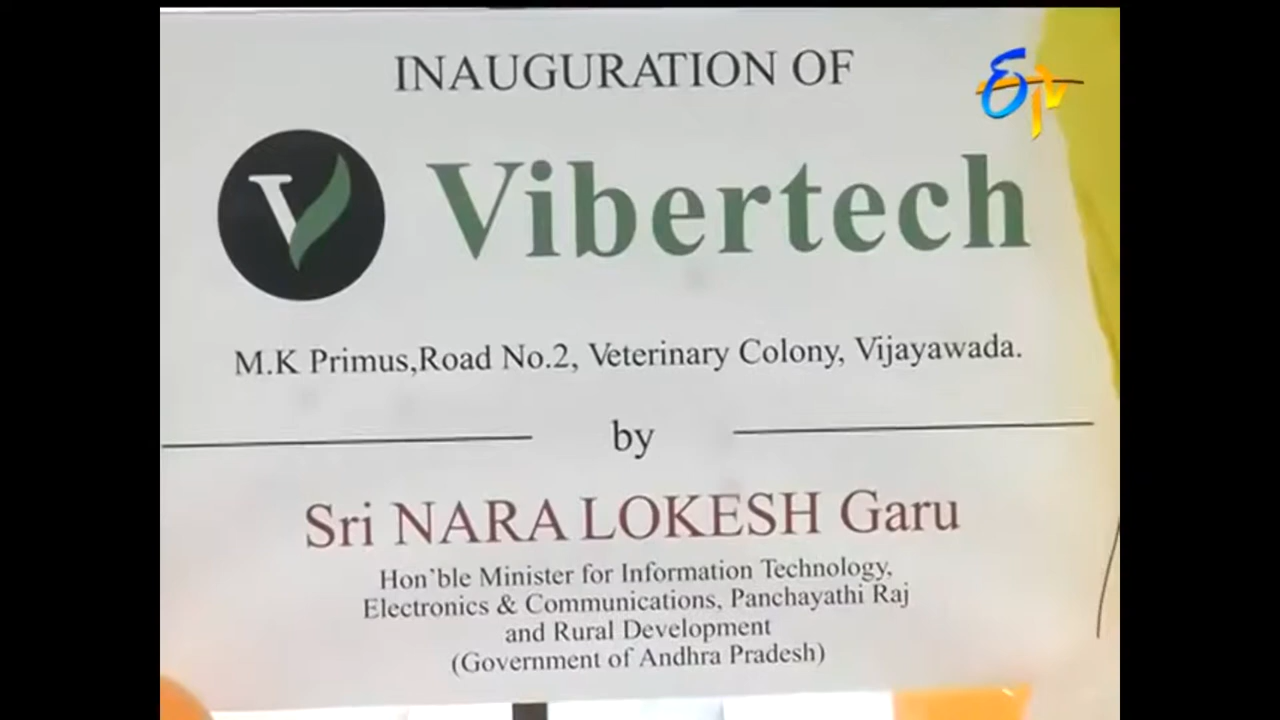 INAUGURATION OF
ETV
V
Vibertech
M.K Primus,Road No.2, Veterinary Colony, Vijayawada.
by
Sri NARA LOKESH Garu
Hon'ble Minister for Information Technology,
Electronics & Communications, Panchayathi Raj
and Rural Development
(Government of Andhra Pradesh)